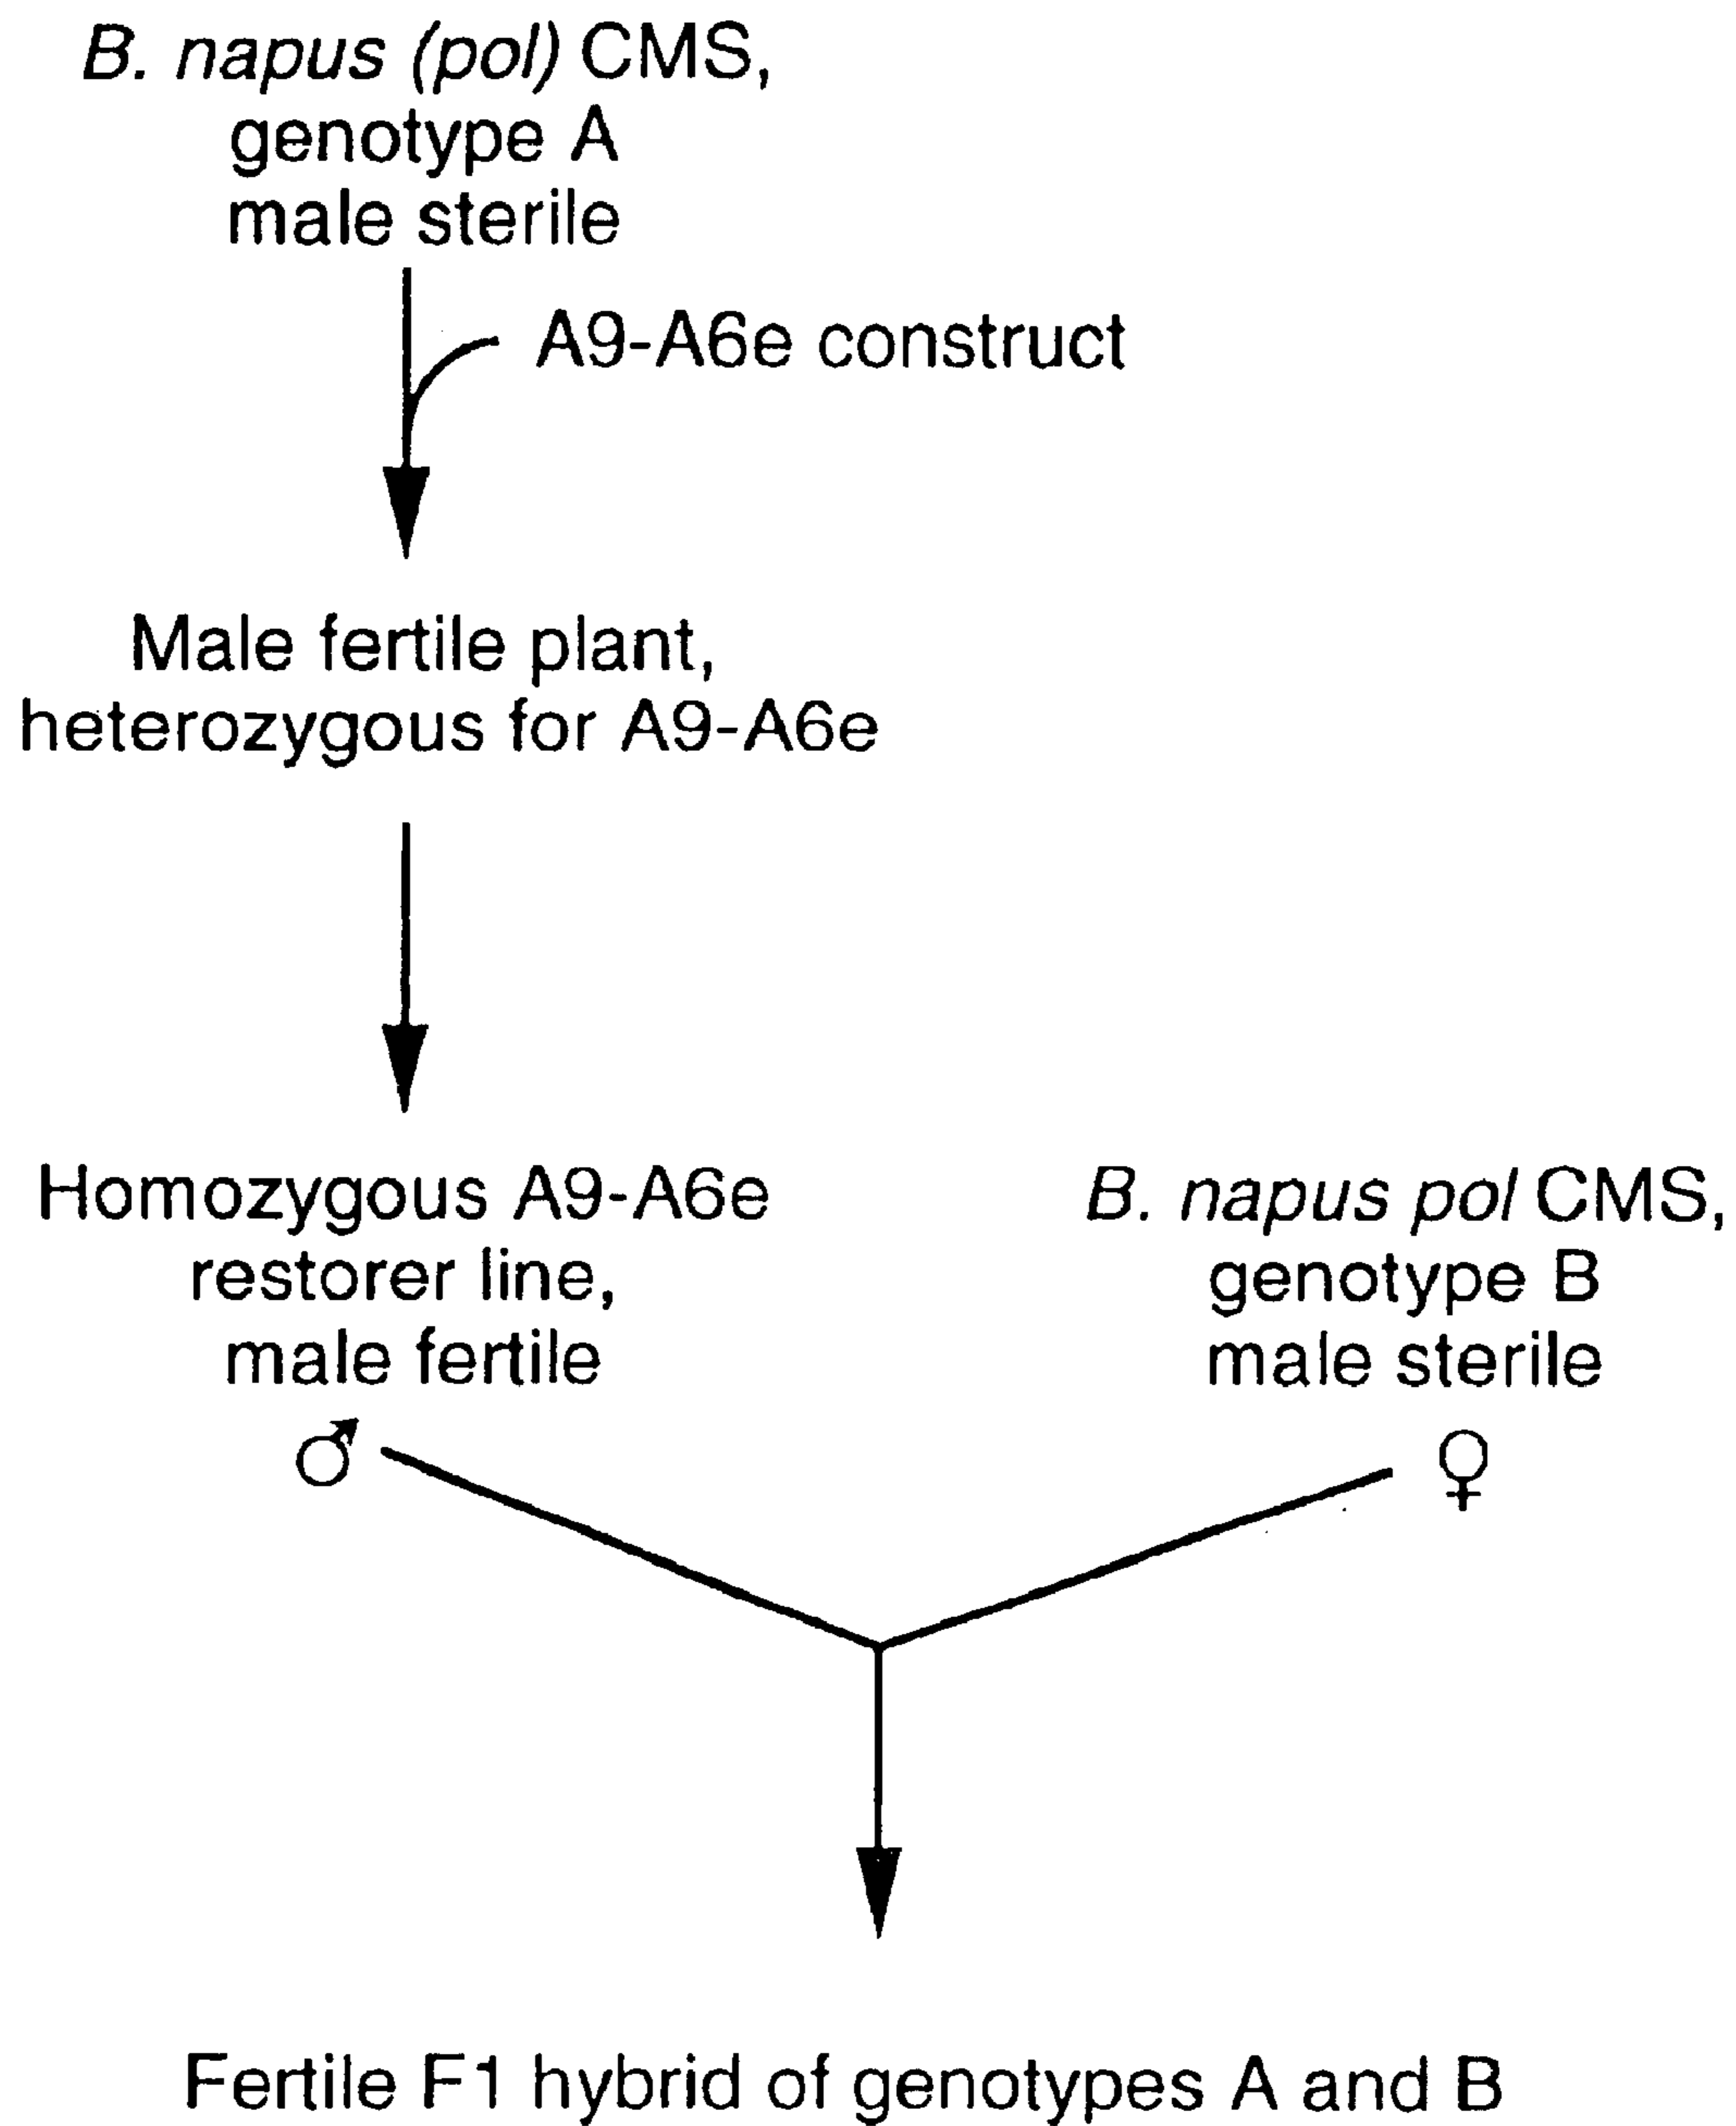 B. napus (pol) CMS,
genotype A
male sterile
A9-A6e construct
Male fertile plant,
heterozygous for A9-A6e
Homozygous A9-A6e
restorer line,
male fertile
♂
B. napus pol CMS,
genotype B
male sterile
♀
Fertile F1 hybrid of genotypes A and B